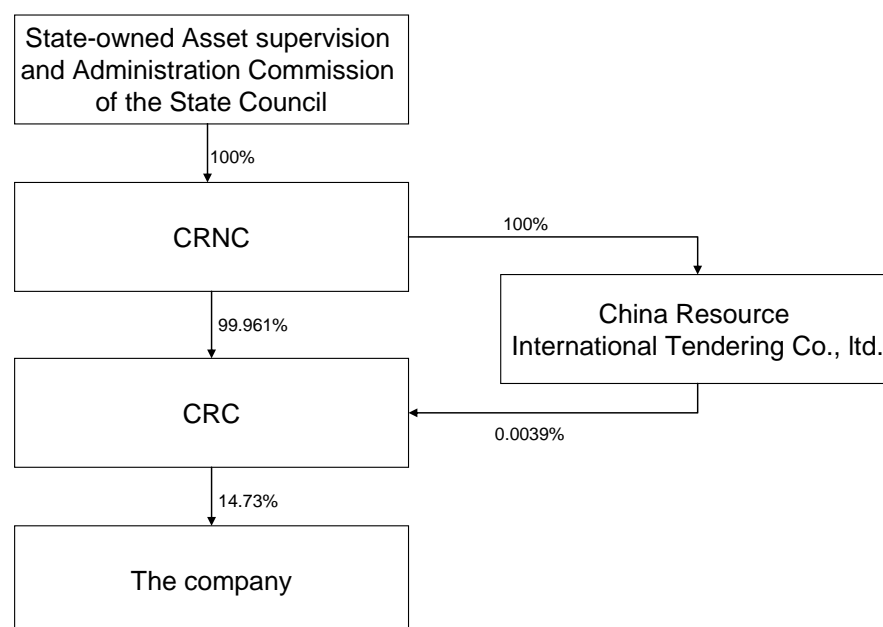 State-owned Asset supervision
and Administration Commission
of the State Council
100%
CRNC
100%
China Resource
International Tendering Co., ltd.
99.961%
CRC
0.0039%
14.73%
The company